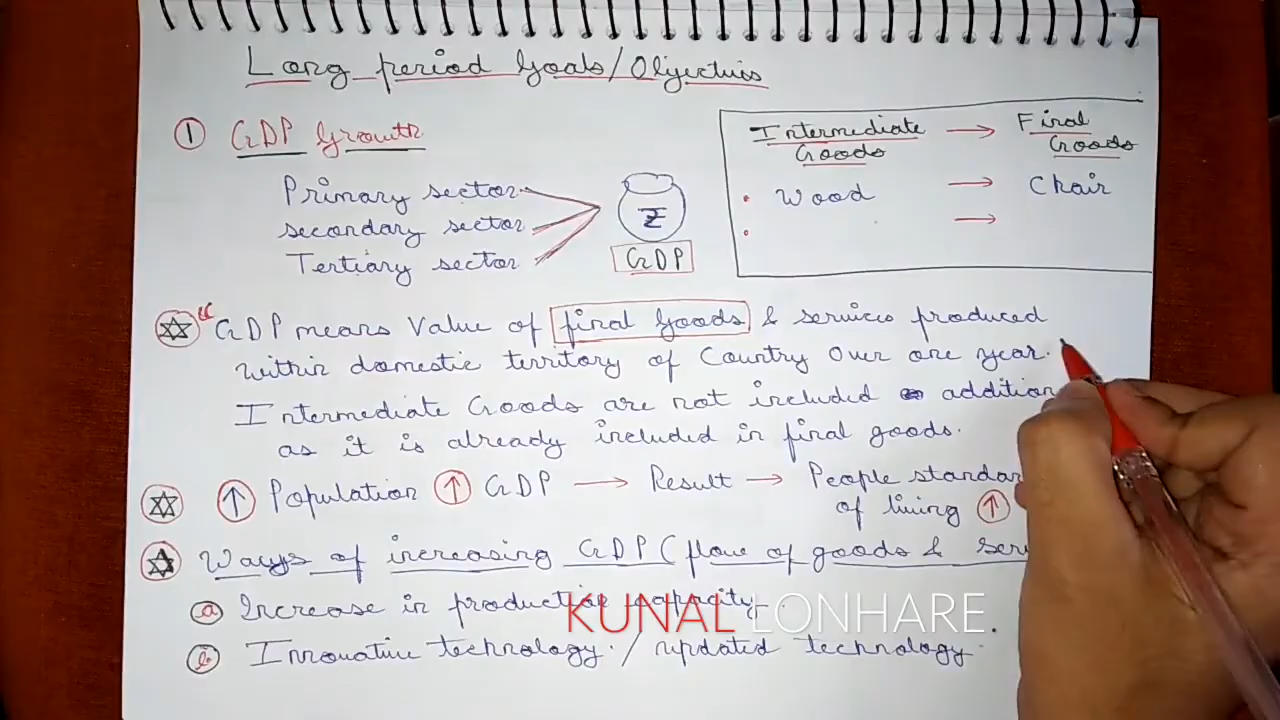 Long period Goals/Objectives
① GDP Growth
Primary sector
secondary sector
Tertiary sector
Z
GDP
Intermediate Goods → Final Goods
• Wood → Chair
• →
"GDP means Value of final Goods & services produced
within domestic territory of Country Over one year.
Intermediate Goods are not included addition
as it is already included in final goods.
↑ Population ↑ GDP → Result → People standar
of living ↑
Ways of increasing GDP (flow of goods & ser
ⓐ Increase in productive capacity.
ⓑ Innovative technology / updated technology.
KUNAL LONHARE